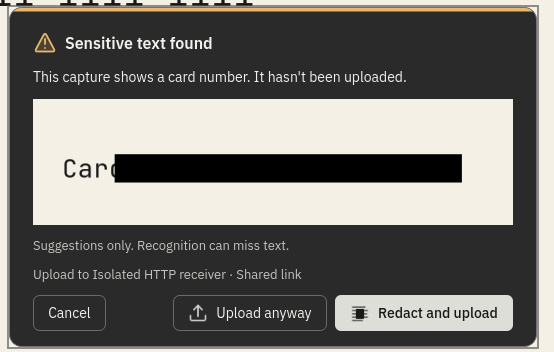 Sensitive text found
This capture shows a card number. It hasn't been uploaded.
Card
Suggestions only. Recognition can miss text.
Upload to Isolated HTTP receiver · Shared link
Cancel
Upload anyway
Redact and upload